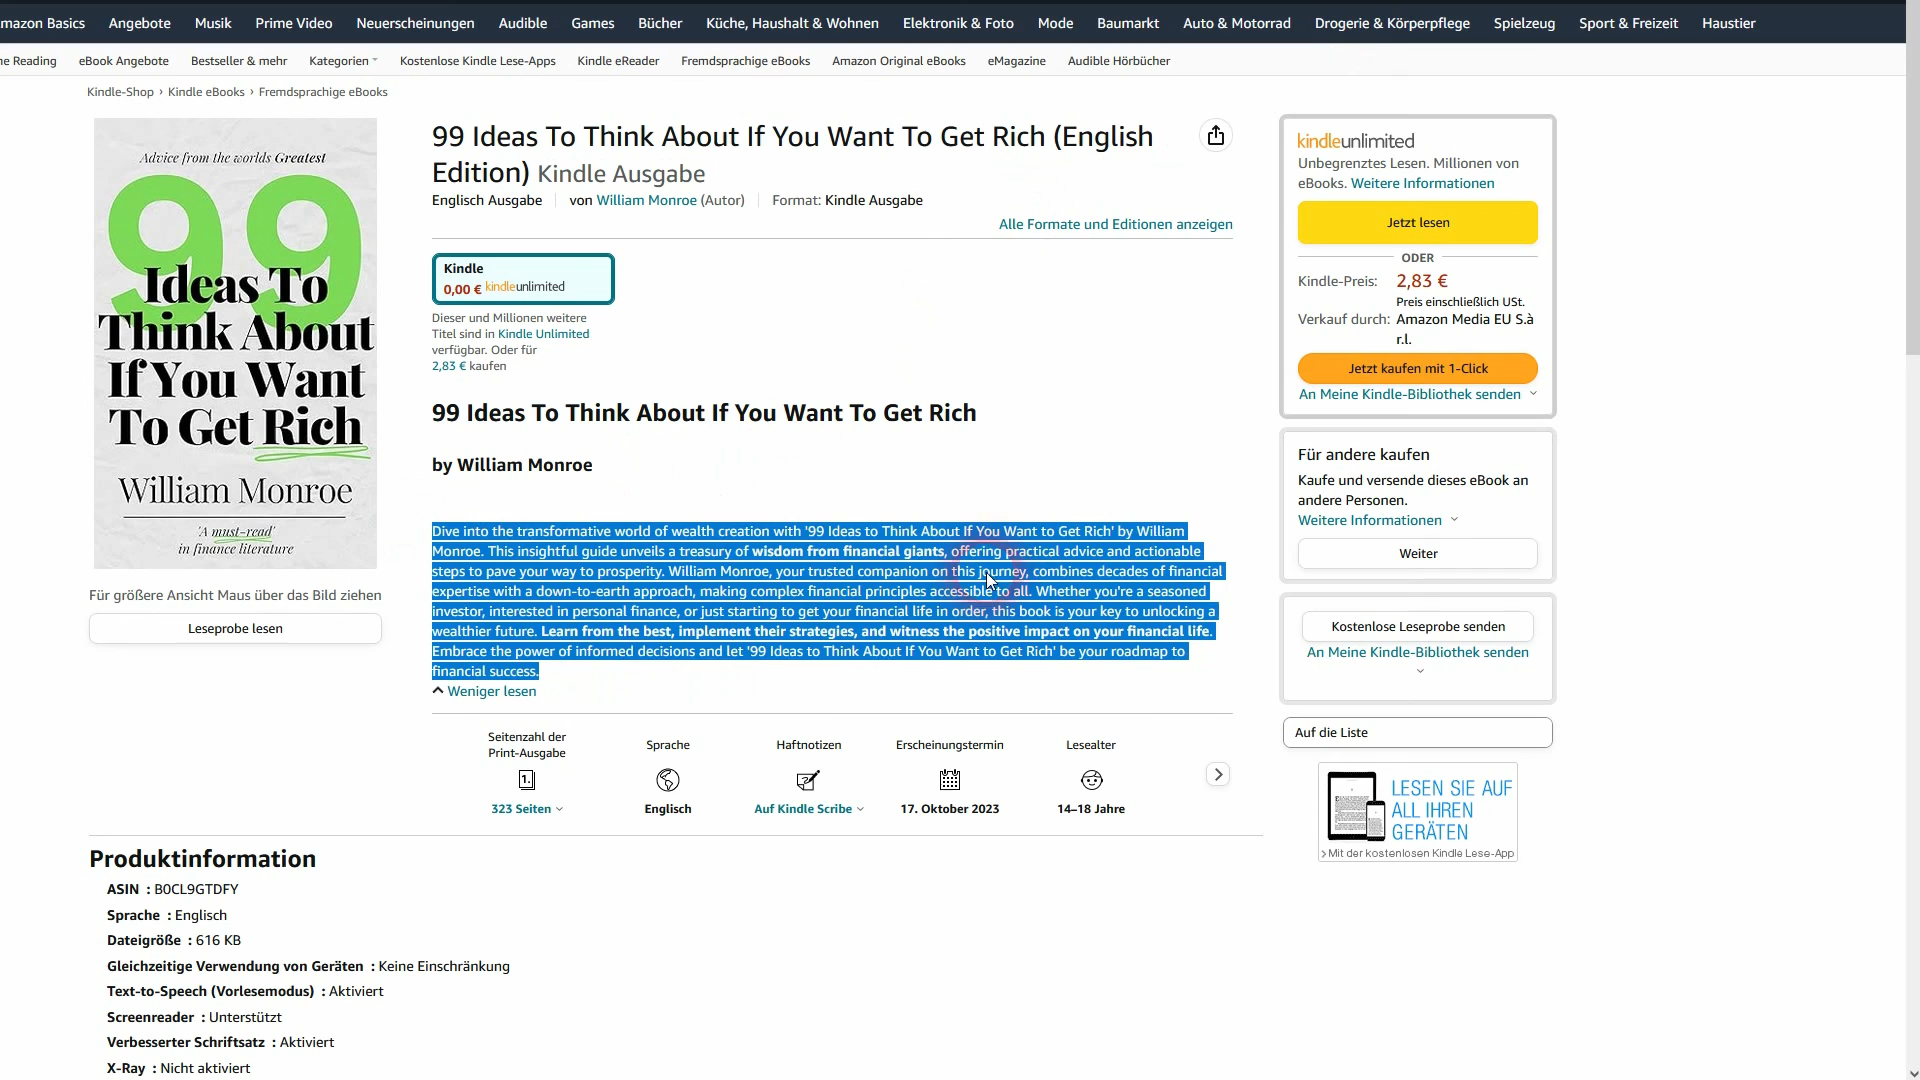 mazon Basics Angebote Musik Prime Video Neuerscheinungen Audible Games Bücher Küche, Haushalt & Wohnen Elektronik & Foto Mode Baumarkt Auto & Motorrad Drogerie & Körperpflege Spielzeug Sport & Freizeit Haustier
ne Reading eBook Angebote Bestseller & mehr Kategorien Kostenlose Kindle Lese-Apps Kindle eReader Fremdsprachige eBooks Amazon Original eBooks eMagazine Audible Hörbücher
Kindle-Shop › Kindle eBooks › Fremdsprachige eBooks
Advice from the worlds Greatest
99
Ideas To
Think About
If You Want
To Get Rich
William Monroe
'A must-read'
in finance literature
Für größere Ansicht Maus über das Bild ziehen
Leseprobe lesen
99 Ideas To Think About If You Want To Get Rich (English
Edition) Kindle Ausgabe
Englisch Ausgabe von William Monroe (Autor) Format: Kindle Ausgabe
Alle Formate und Editionen anzeigen
Kindle
0,00 € kindleunlimited
Dieser und Millionen weitere
Titel sind in Kindle Unlimited
verfügbar. Oder für
2,83 € kaufen
99 Ideas To Think About If You Want To Get Rich
by William Monroe
Dive into the transformative world of wealth creation with '99 Ideas to Think About If You Want to Get Rich' by William
Monroe. This insightful guide unveils a treasury of wisdom from financial giants, offering practical advice and actionable
steps to pave your way to prosperity. William Monroe, your trusted companion on this journey, combines decades of financial
expertise with a down-to-earth approach, making complex financial principles accessible to all. Whether you're a seasoned
investor, interested in personal finance, or just starting to get your financial life in order, this book is your key to unlocking a
wealthier future. Learn from the best, implement their strategies, and witness the positive impact on your financial life.
Embrace the power of informed decisions and let '99 Ideas to Think About If You Want to Get Rich' be your roadmap to
financial success.
Weniger lesen
Seitenzahl der
Print-Ausgabe
1.
323 Seiten
Sprache
Englisch
Haftnotizen
Auf Kindle Scribe
Erscheinungstermin
17. Oktober 2023
Lesealter
14–18 Jahre
kindleunlimited
Unbegrenztes Lesen. Millionen von
eBooks. Weitere Informationen
Jetzt lesen
ODER
Kindle-Preis: 2,83 €
Preis einschließlich USt.
Verkauf durch: Amazon Media EU S.à
r.l.
Jetzt kaufen mit 1-Click
An Meine Kindle-Bibliothek senden
Für andere kaufen
Kaufe und versende dieses eBook an
andere Personen.
Weitere Informationen
Weiter
Kostenlose Leseprobe senden
An Meine Kindle-Bibliothek senden
Auf die Liste
LESEN SIE AUF
ALL IHREN
GERÄTEN
› Mit der kostenlosen Kindle Lese-App
Produktinformation
ASIN : B0CL9GTDFY
Sprache : Englisch
Dateigröße : 616 KB
Gleichzeitige Verwendung von Geräten : Keine Einschränkung
Text-to-Speech (Vorlesemodus) : Aktiviert
Screenreader : Unterstützt
Verbesserter Schriftsatz : Aktiviert
X-Ray : Nicht aktiviert